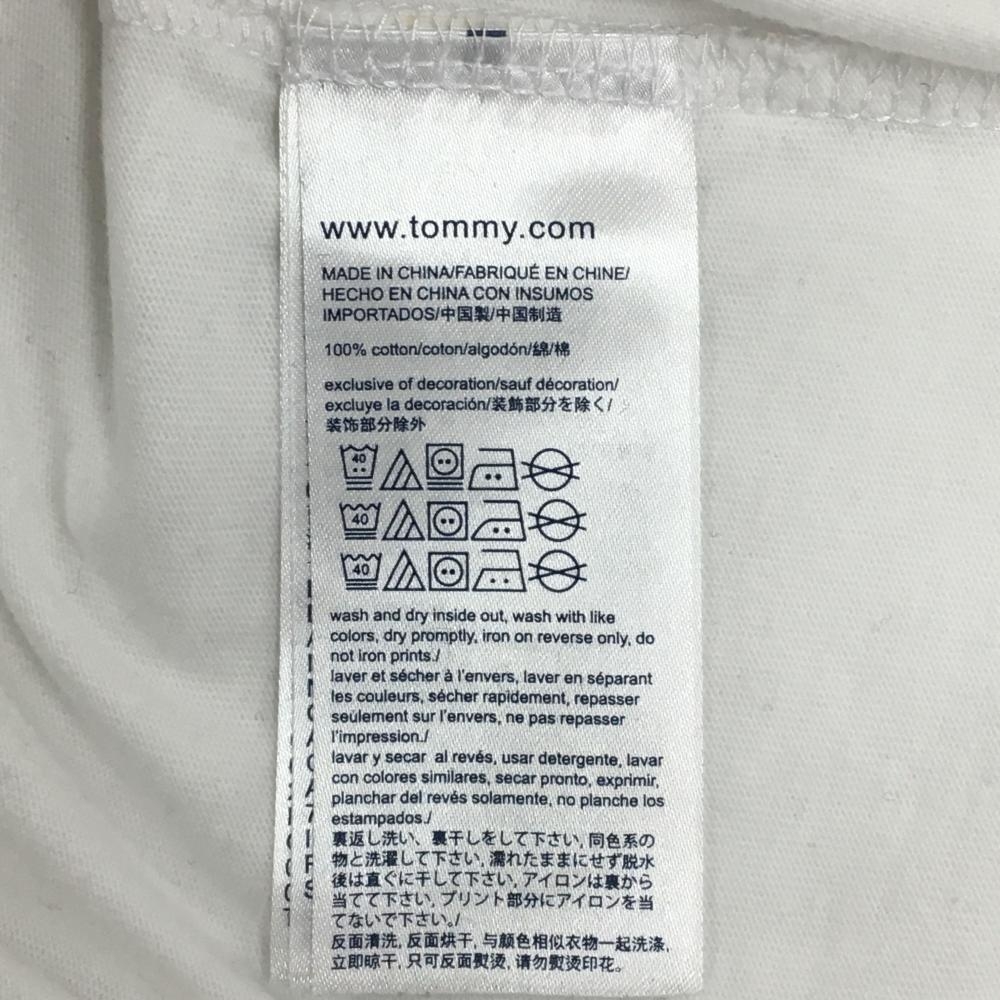 www.tommy.com
MADE IN CHINA/FABRIQUÉ EN CHINE/
HECHO EN CHINA CON INSUMOS
IMPORTADOS/中国製/中国制造
100% cotton/coton/algodón/綿/棉
exclusive of decoration/sauf décoration/
excluye la decoración/装飾部分を除く/
装饰部分除外
40
40
40
wash and dry inside out, wash with like
colors, dry promptly, iron on reverse only, do
not iron prints./
laver et sécher à l'envers, laver en séparant
les couleurs, sécher rapidement, repasser
seulement sur l'envers, ne pas repasser
l'impression./
lavar y secar al revés, usar detergente, lavar
con colores similares, secar pronto, exprimir,
planchar del revés solamente, no planche los
estampados./
裏返し洗い、裏干しをして下さい, 同色系の
物と洗濯して下さい, 濡れたままにせず脱水
後は直ぐに干して下さい, アイロンは裏から
当てて下さい, プリント部分にアイロンを当
てないで下さい。/
反面清洗, 反面烘干, 与颜色相似衣物一起洗涤,
立即晾干, 只可反面熨烫, 请勿熨烫印花。